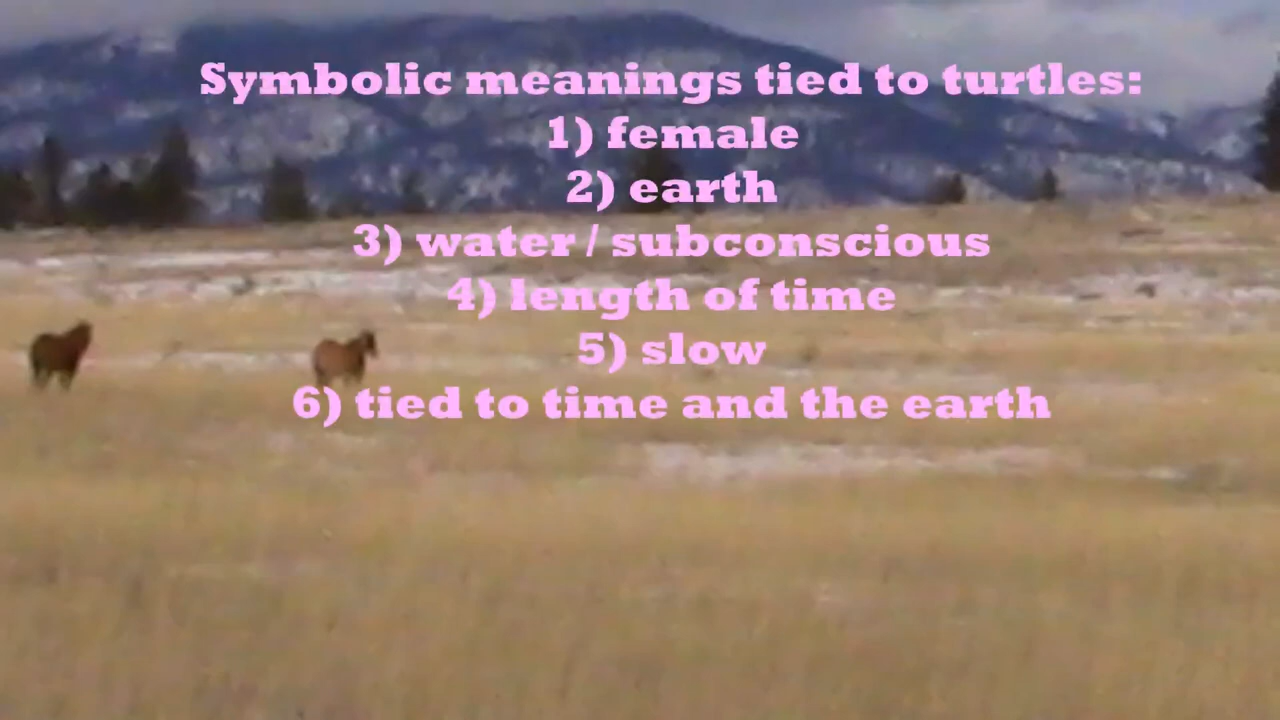 Symbolic meanings tied to turtles:
1) female
2) earth
3) water / subconscious
4) length of time
5) slow
6) tied to time and the earth